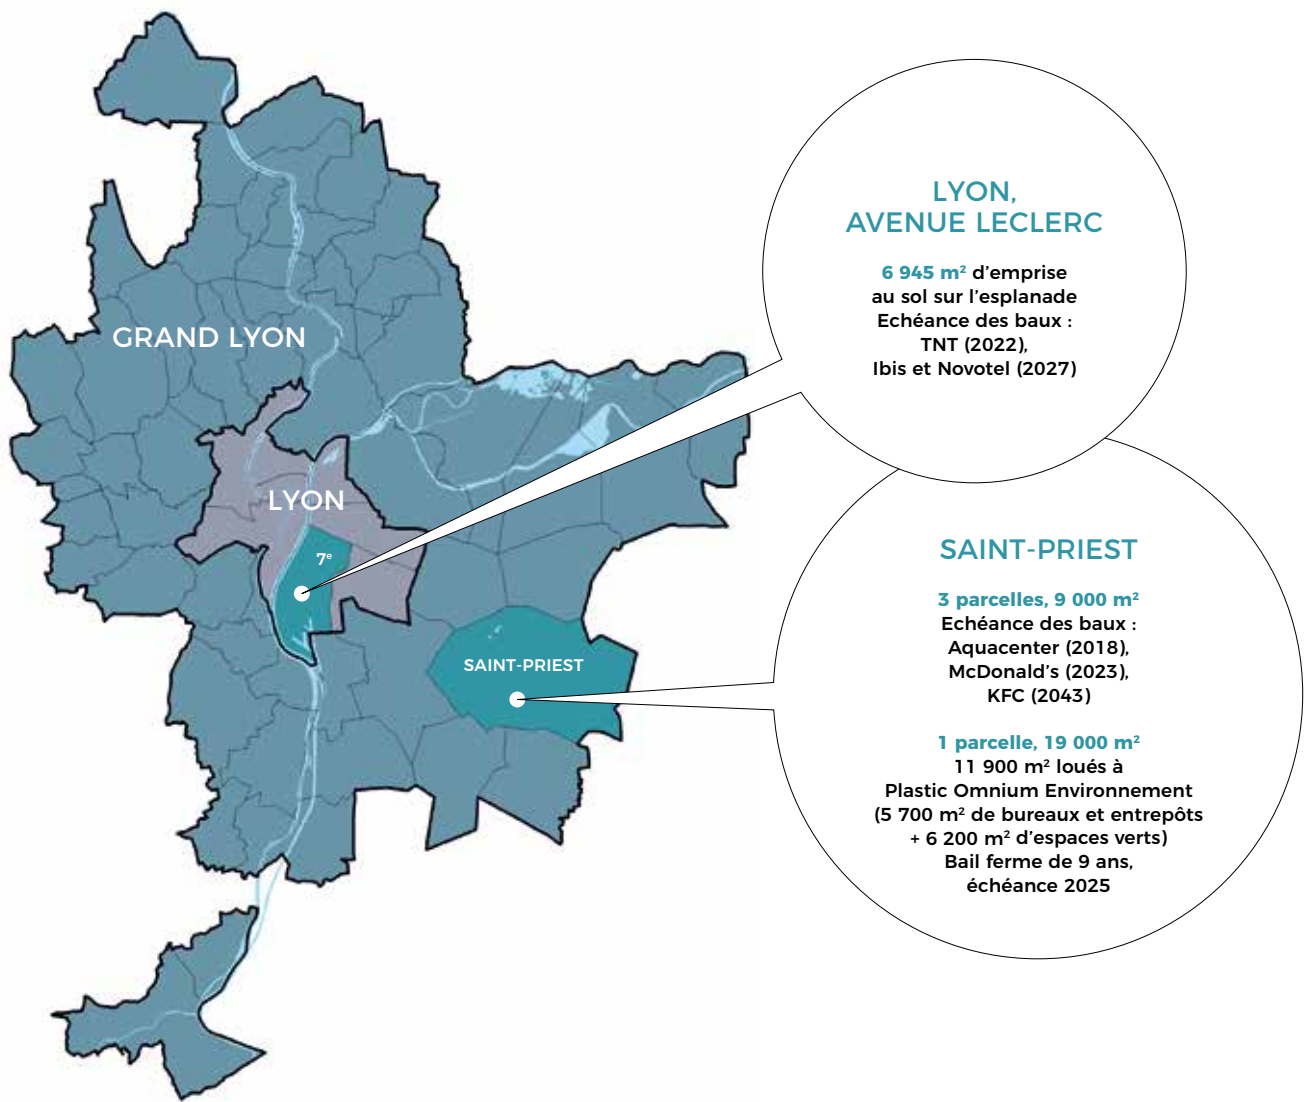 GRAND LYON
LYON
7e
SAINT-PRIEST
LYON,
AVENUE LECLERC
6 945 m² d’emprise
au sol sur l’esplanade
Echéance des baux :
TNT (2022),
Ibis et Novotel (2027)
SAINT-PRIEST
3 parcelles, 9 000 m²
Echéance des baux :
Aquacenter (2018),
McDonald’s (2023),
KFC (2043)
1 parcelle, 19 000 m²
11 900 m² loués à
Plastic Omnium Environnement
(5 700 m² de bureaux et entrepôts
+ 6 200 m² d’espaces verts)
Bail ferme de 9 ans,
échéance 2025